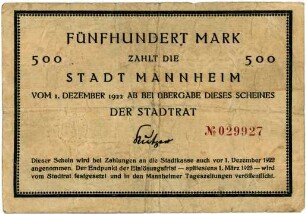 FÜNFHUNDERT MARK
500 ZAHLT DIE 500
STADT MANNHEIM
VOM 1. DEZEMBER 1922 AB BEI ÜBERGABE DIESES SCHEINES
DER STADTRAT
№ 029927
Dieser Schein wird bei Zahlungen an die Stadtkasse auch vor 1. Dezember 1922
angenommen. Der Endpunkt der Einlösungsfrist – spätestens 1. März 1923 – wird
vom Stadtrat festgesetzt und in den Mannheimer Tageszeitungen veröffentlicht.